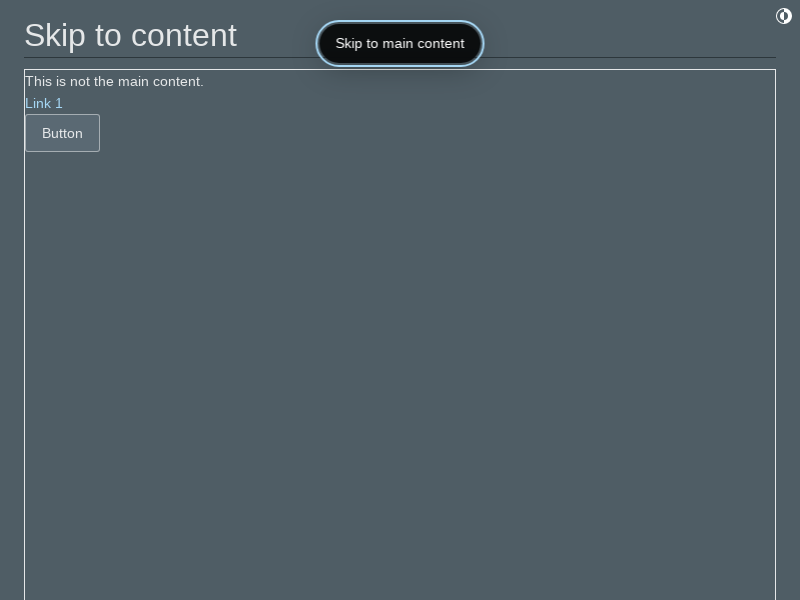 Skip to content
Skip to main content
This is not the main content.
Link 1
Button